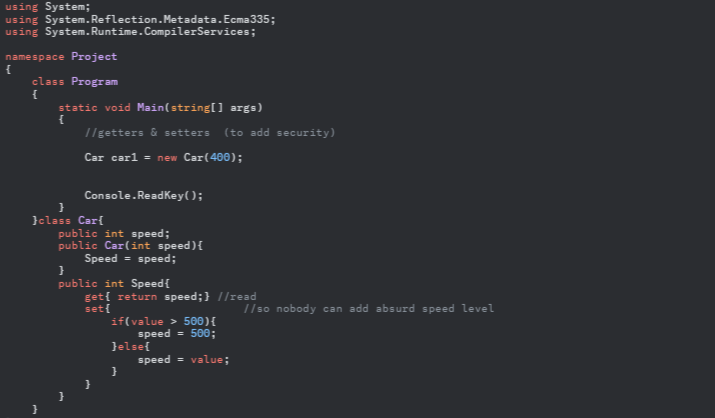 using System;
using System.Reflection.Metadata.Ecma335;
using System.Runtime.CompilerServices;

namespace Project
{
    class Program
    {
        static void Main(string[] args)
        {
            //getters & setters  (to add security)

            Car car1 = new Car(400);


            Console.ReadKey();
        }
    }class Car{
        public int speed;
        public Car(int speed){
            Speed = speed;
        }
        public int Speed{
            get{ return speed;} //read
            set{                    //so nobody can add absurd speed level
                if(value > 500){
                    speed = 500;
                }else{
                    speed = value;
                }
            }
        }
    }